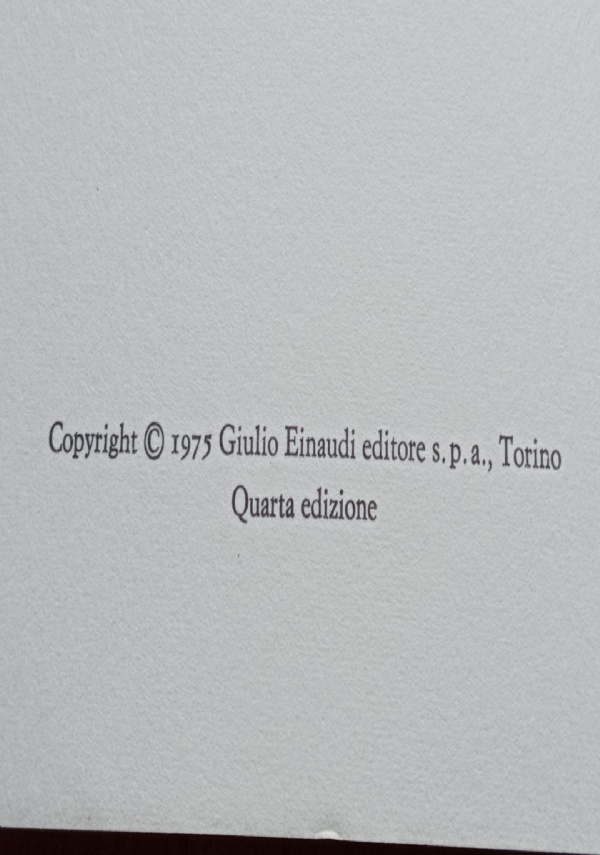 Copyright © 1975 Giulio Einaudi editore s.p.a., Torino
Quarta edizione